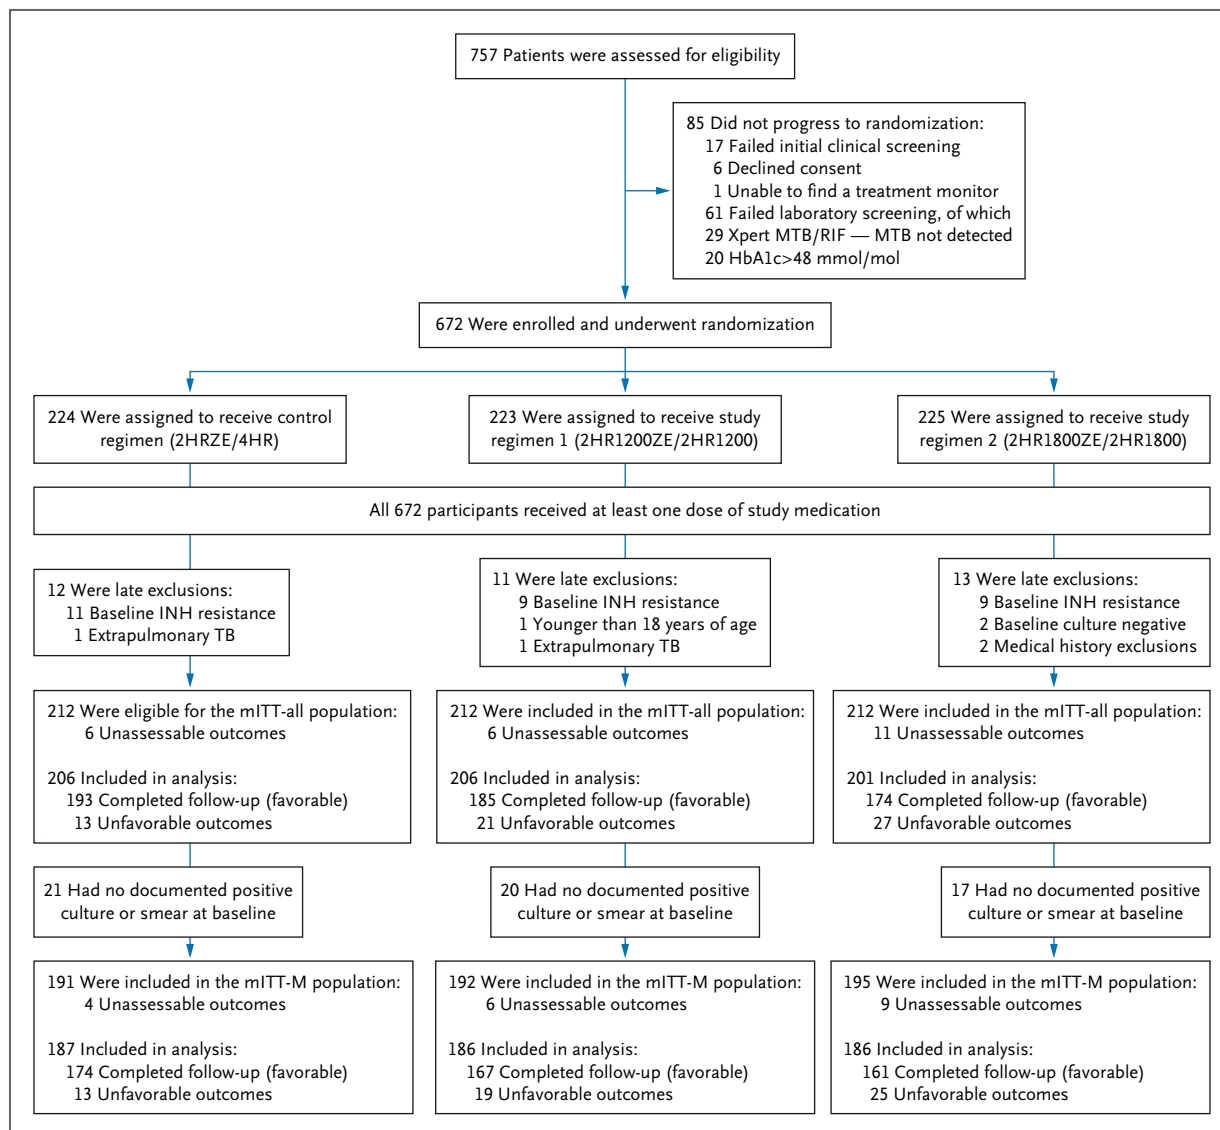 757 Patients were assessed for eligibility
85 Did not progress to randomization:
17 Failed initial clinical screening
6 Declined consent
1 Unable to find a treatment monitor
61 Failed laboratory screening, of which
29 Xpert MTB/RIF — MTB not detected
20 HbA1c>48 mmol/mol
672 Were enrolled and underwent randomization
224 Were assigned to receive control
regimen (2HRZE/4HR)
223 Were assigned to receive study
regimen 1 (2HR1200ZE/2HR1200)
225 Were assigned to receive study
regimen 2 (2HR1800ZE/2HR1800)
All 672 participants received at least one dose of study medication
12 Were late exclusions:
11 Baseline INH resistance
1 Extrapulmonary TB
11 Were late exclusions:
9 Baseline INH resistance
1 Younger than 18 years of age
1 Extrapulmonary TB
13 Were late exclusions:
9 Baseline INH resistance
2 Baseline culture negative
2 Medical history exclusions
212 Were eligible for the mITT-all population:
6 Unassessable outcomes
206 Included in analysis:
193 Completed follow-up (favorable)
13 Unfavorable outcomes
212 Were included in the mITT-all population:
6 Unassessable outcomes
206 Included in analysis:
185 Completed follow-up (favorable)
21 Unfavorable outcomes
212 Were included in the mITT-all population:
11 Unassessable outcomes
201 Included in analysis:
174 Completed follow-up (favorable)
27 Unfavorable outcomes
21 Had no documented positive
culture or smear at baseline
20 Had no documented positive
culture or smear at baseline
17 Had no documented positive
culture or smear at baseline
191 Were included in the mITT-M population:
4 Unassessable outcomes
187 Included in analysis:
174 Completed follow-up (favorable)
13 Unfavorable outcomes
192 Were included in the mITT-M population:
6 Unassessable outcomes
186 Included in analysis:
167 Completed follow-up (favorable)
19 Unfavorable outcomes
195 Were included in the mITT-M population:
9 Unassessable outcomes
186 Included in analysis:
161 Completed follow-up (favorable)
25 Unfavorable outcomes